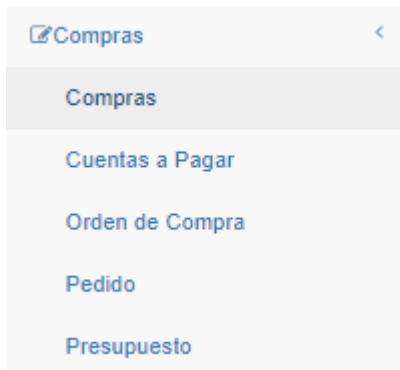 Compras
Compras
Cuentas a Pagar
Orden de Compra
Pedido
Presupuesto